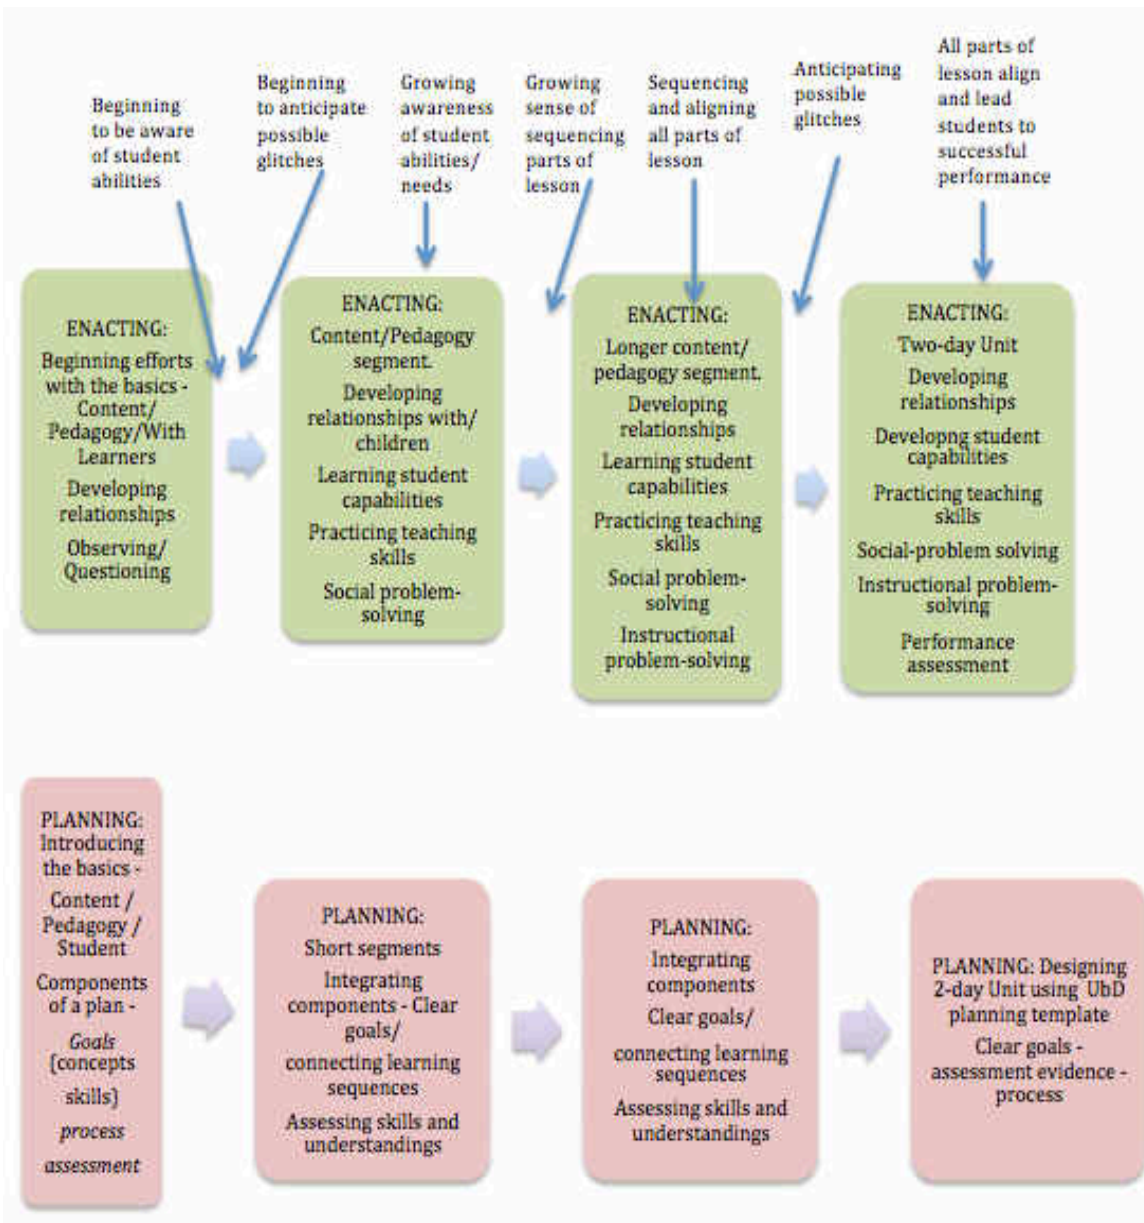 Beginning
to be aware
of student
abilities
Beginning
to anticipate
possible
glitches
Growing
awareness
of student
abilities/
needs
Growing
sense of
sequencing
parts of
lesson
Sequencing
and aligning
all parts of
lesson
Anticipating
possible
glitches
All parts of
lesson align
and lead
students to
successful
performance
ENACTING:
Beginning efforts
with the basics -
Content/
Pedagogy/With
Learners
Developing
relationships
Observing/
Questioning
ENACTING:
Content/Pedagogy
segment.
Developing
relationships with/
children
Learning student
capabilities
Practicing teaching
skills
Social problem-
solving
ENACTING:
Longer content/
pedagogy segment.
Developing
relationships
Learning student
capabilities
Practicing teaching
skills
Social problem-
solving
Instructional
problem-solving
ENACTING:
Two-day Unit
Developing
relationships
Developng student
capabilities
Practicing teaching
skills
Social-problem solving
Instructional problem-
solving
Performance
assessment
PLANNING:
Introducing
the basics -
Content /
Pedagogy /
Student
Components
of a plan -
Goals
(concepts
skills)
process
assessment
PLANNING:
Short segments
Integrating
components - Clear
goals/
connecting learning
sequences
Assessing skills and
understandings
PLANNING:
Integrating
components
Clear goals/
connecting learning
sequences
Assessing skills and
understandings
PLANNING: Designing
2-day Unit using UbD
planning template
Clear goals -
assessment evidence -
process